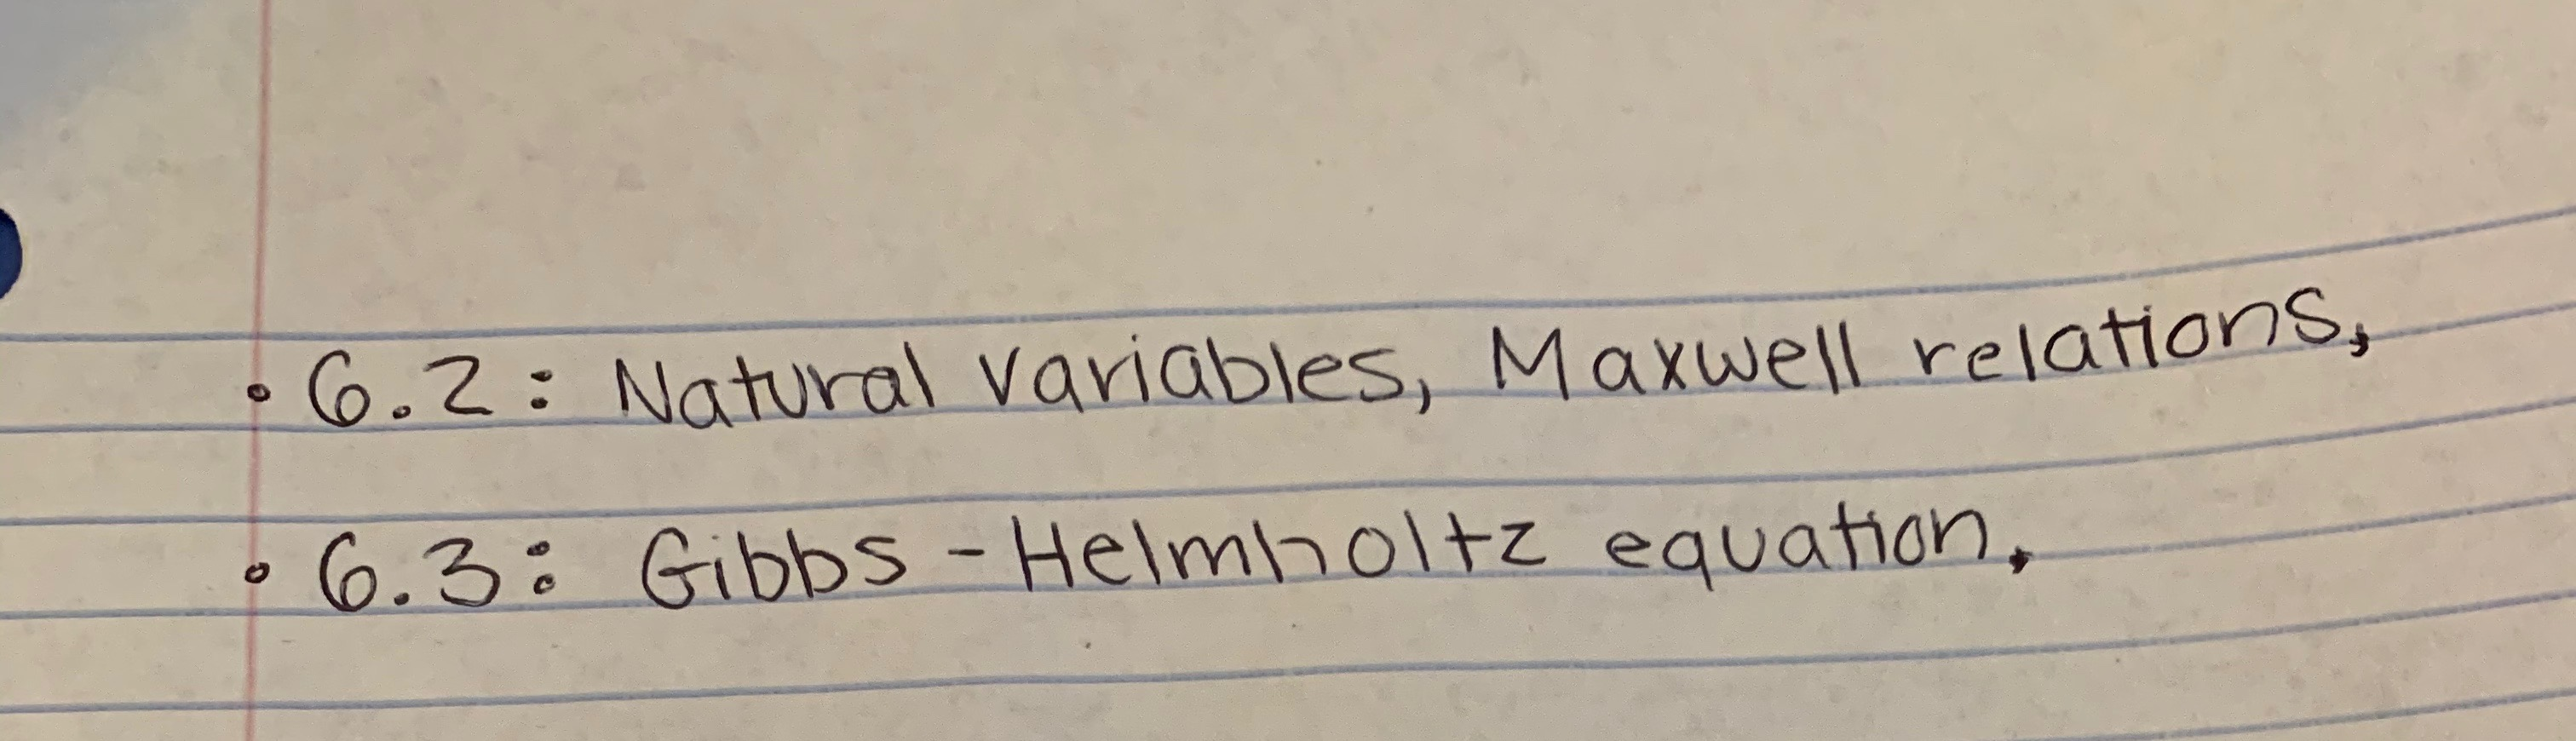 • 6.2: Natural variables, Maxwell relations,
• 6.3: Gibbs-Helmholtz equation.